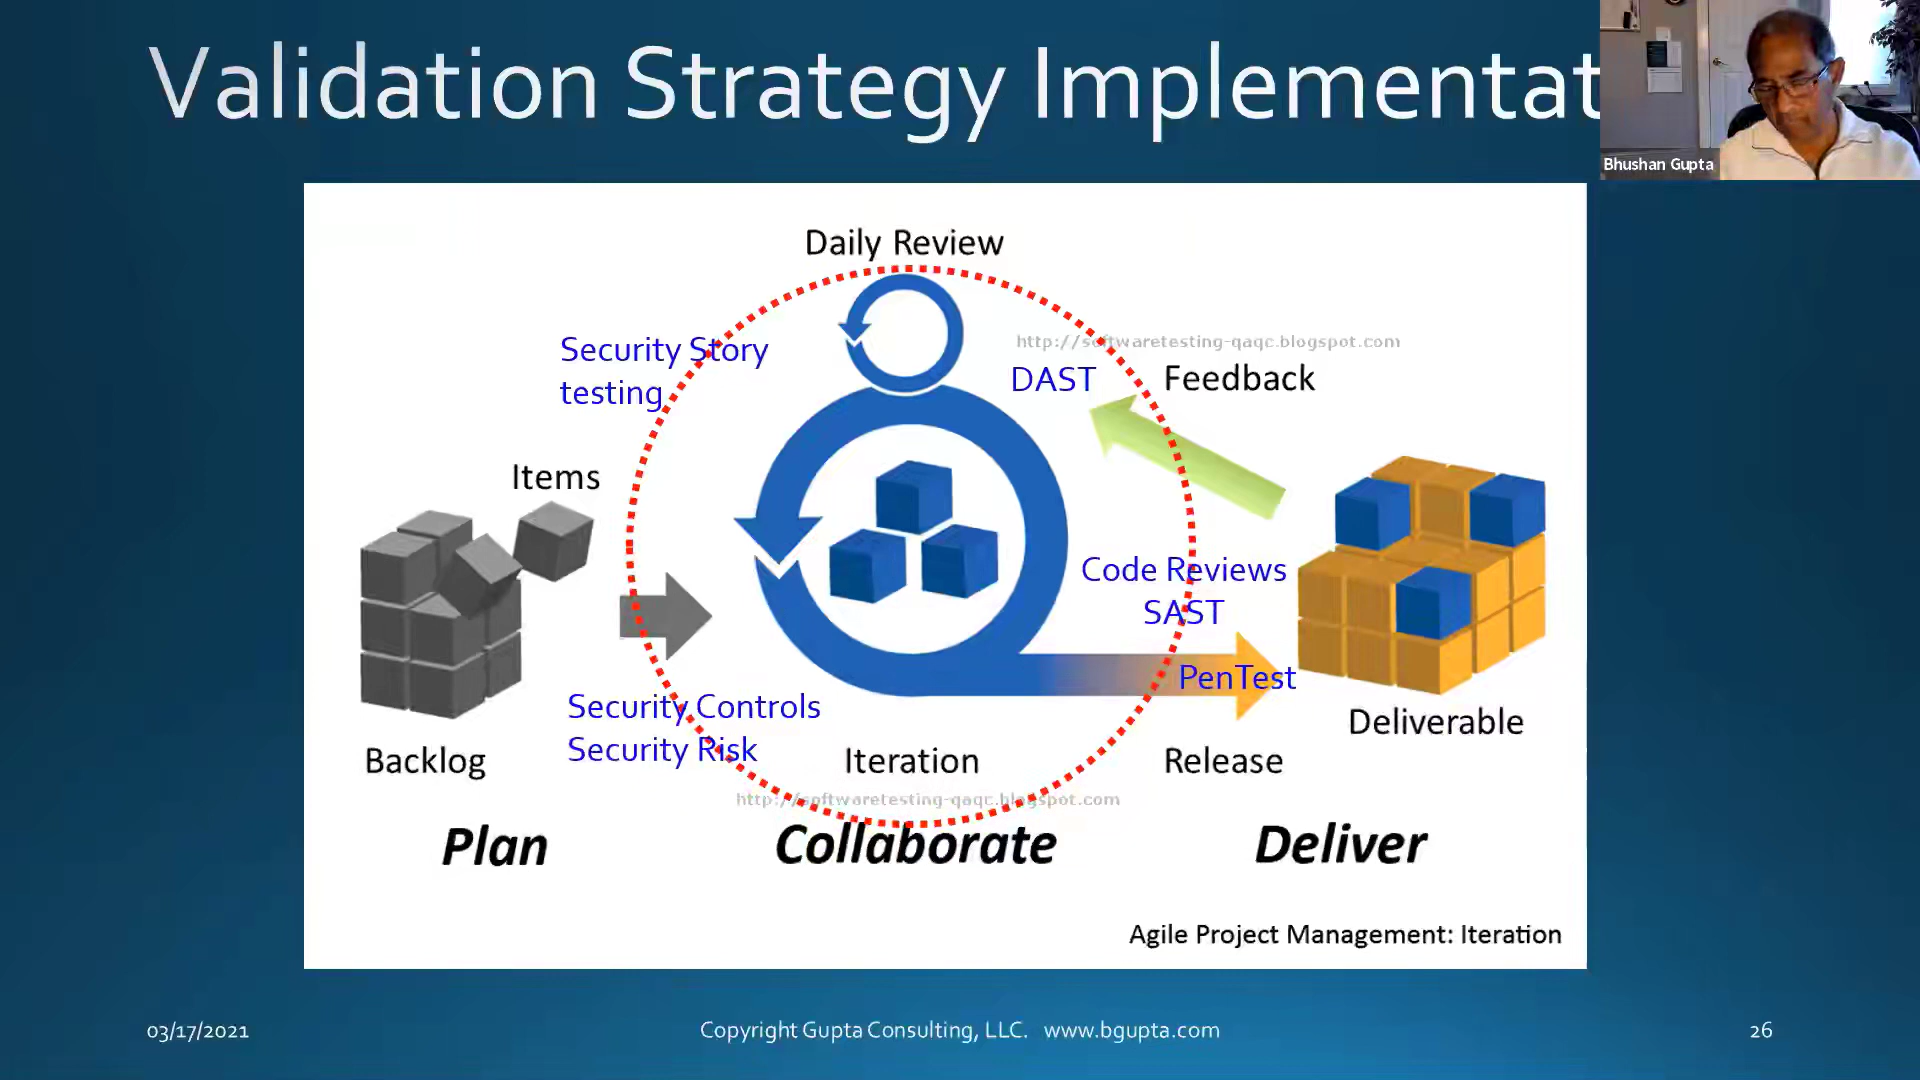 Validation Strategy Implementat
Bhushan Gupta
Daily Review
http://softwaretesting-qaqc.blogspot.com
Security Story
testing
DAST
Feedback
Items
Code Reviews
SAST
PenTest
Security Controls
Security Risk
Deliverable
Backlog
Iteration
Release
http://softwaretesting-qaqc.blogspot.com
Plan
Collaborate
Deliver
Agile Project Management: Iteration
03/17/2021
Copyright Gupta Consulting, LLC. www.bgupta.com
26